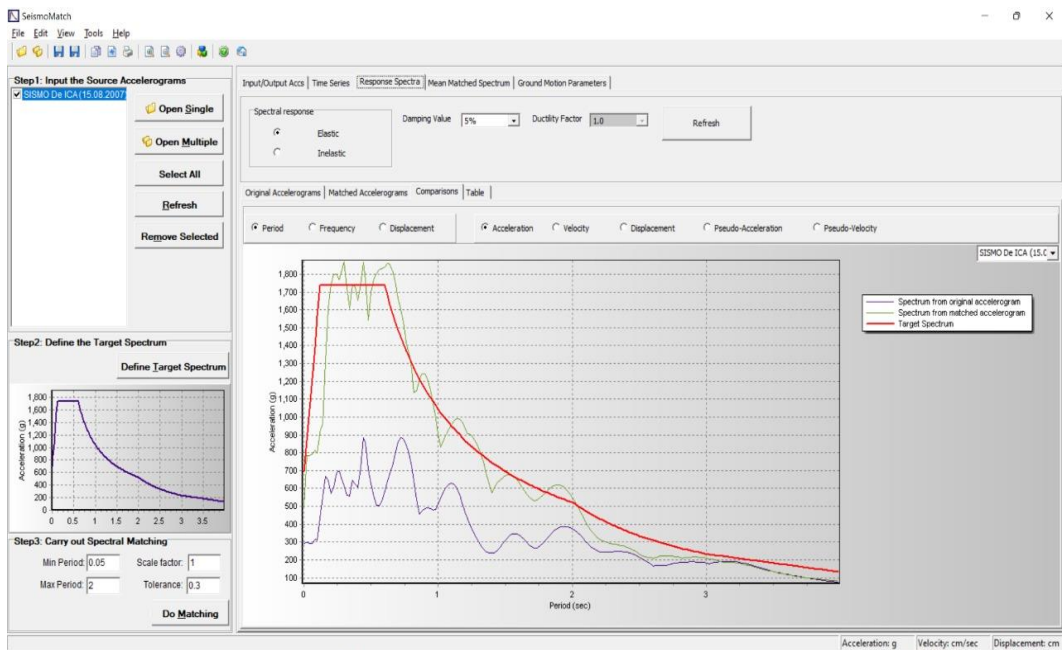 SeismoMatch
File Edit View Tools Help
Step1: Input the Source Accelerograms
SISMO De ICA (15.08.2007
Open Single
Open Multiple
Select All
Refresh
Remove Selected
Step2: Define the Target Spectrum
Define Target Spectrum
1,800
1,600
1,400
1,200
1,000
800
600
400
200
0
Acceleration (g)
0 0.5 1 1.5 2 2.5 3 3.5
Step3: Carry out Spectral Matching
Min Period: 0.05 Scale factor: 1
Max Period: 2 Tolerance: 0.3
Do Matching
Input/Output Accs Time Series Response Spectra Mean Matched Spectrum Ground Motion Parameters
Spectral response
Elastic
Inelastic
Damping Value 5% Ductility Factor 1.0 Refresh
Original Accelerograms Matched Accelerograms Comparisons Table
Period Frequency Displacement Acceleration Velocity Displacement Pseudo-Acceleration Pseudo-Velocity
SISMO De ICA (15.0
1,800
1,700
1,600
1,500
1,400
1,300
1,200
1,100
1,000
900
800
700
600
500
400
300
200
100
Acceleration (g)
0 1 2 3
Period (sec)
Spectrum from original accelerogram
Spectrum from matched accelerogram
Target Spectrum
Acceleration: g Velocity: cm/sec Displacement: cm